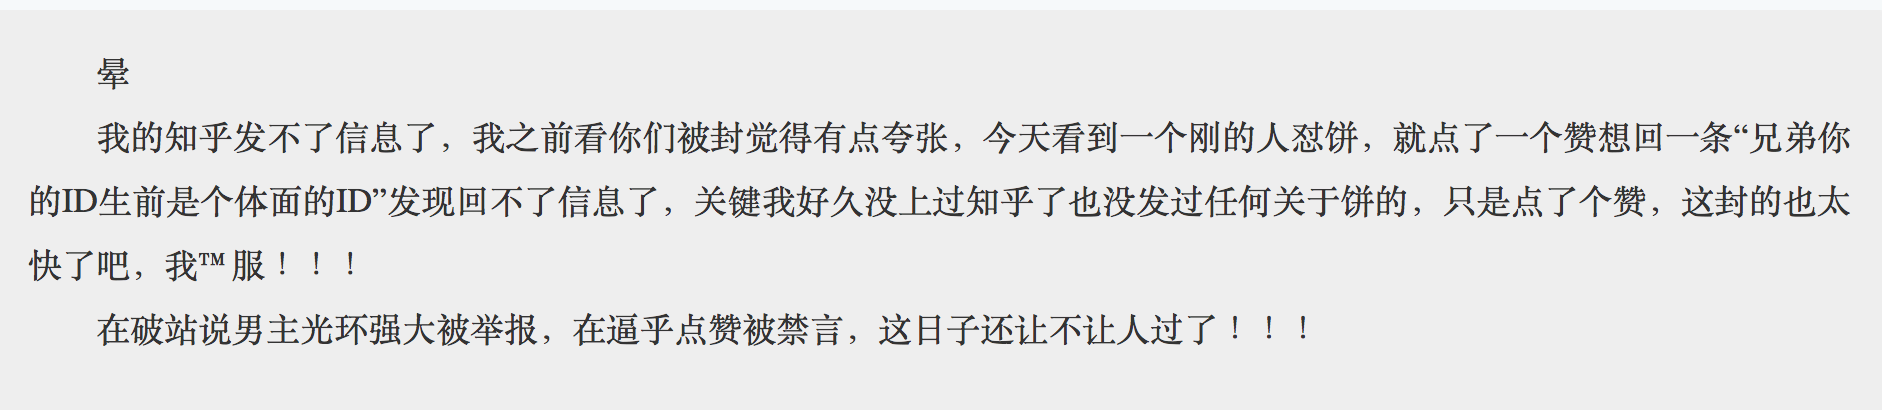 晕
我的知乎发不了信息了，我之前看你们被封觉得有点夸张，今天看到一个刚的人怼饼，就点了一个赞想回一条“兄弟你
的ID生前是个体面的ID”发现回不了信息了，关键我好久没上过知乎了也没发过任何关于饼的，只是点了个赞，这封的也太
快了吧，我™服！！！
在破站说男主光环强大被举报，在逼乎点赞被禁言，这日子还让不让人过了！！！